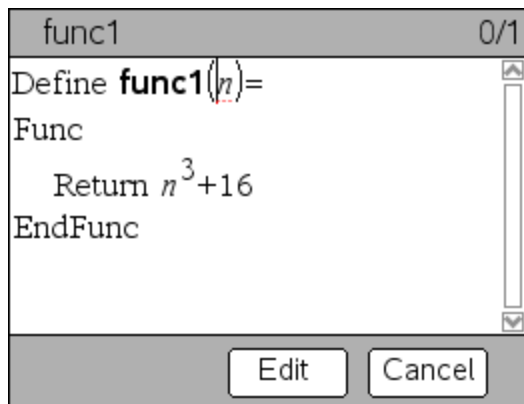 func1 0/1
Define func1(n)=
Func
Return n³+16
EndFunc
Edit Cancel